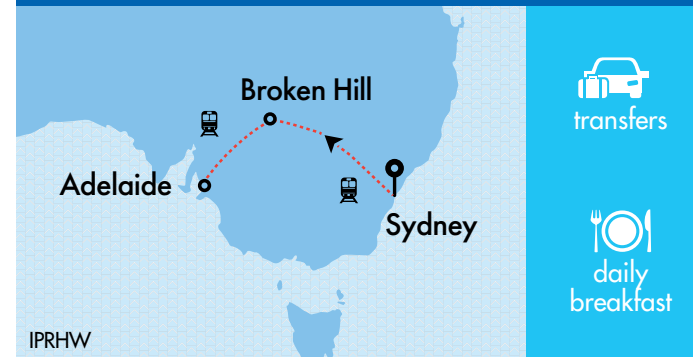 Broken Hill
Adelaide
Sydney
IPRHW
transfers
daily
breakfast